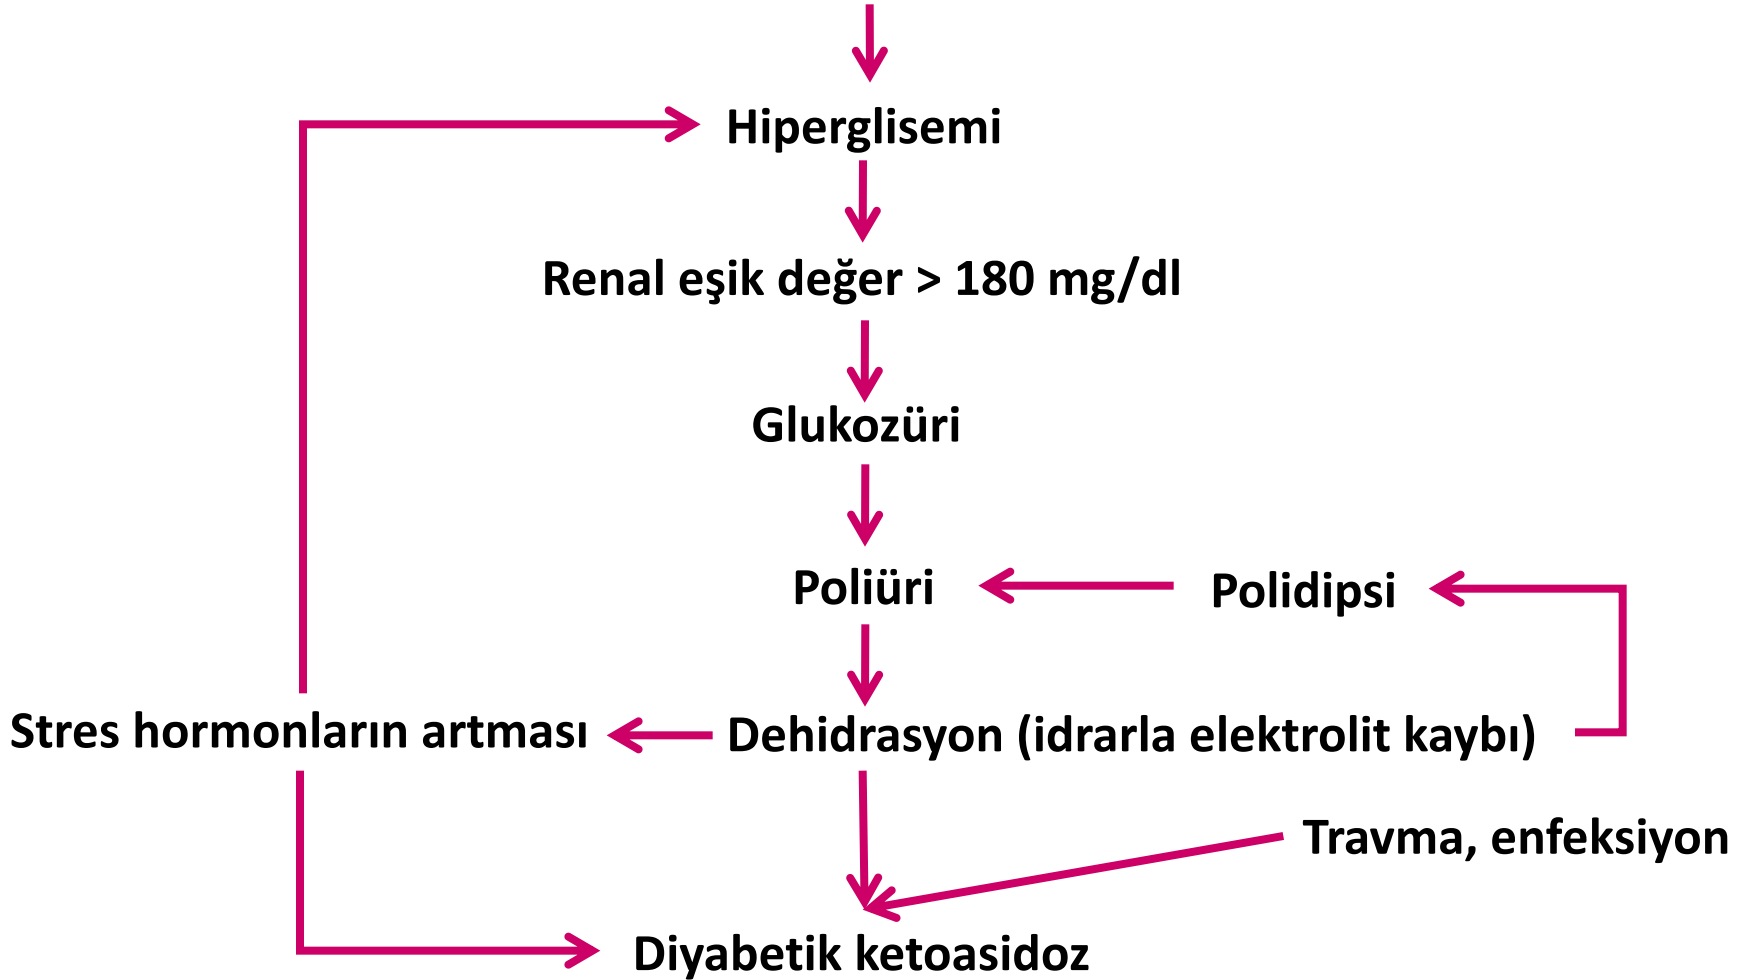 Hiperglisemi
Renal eşik değer > 180 mg/dl
Glukozüri
Poliüri
Polidipsi
Stres hormonların artması
Dehidrasyon (idrarla elektrolit kaybı)
Travma, enfeksiyon
Diyabetik ketoasidoz